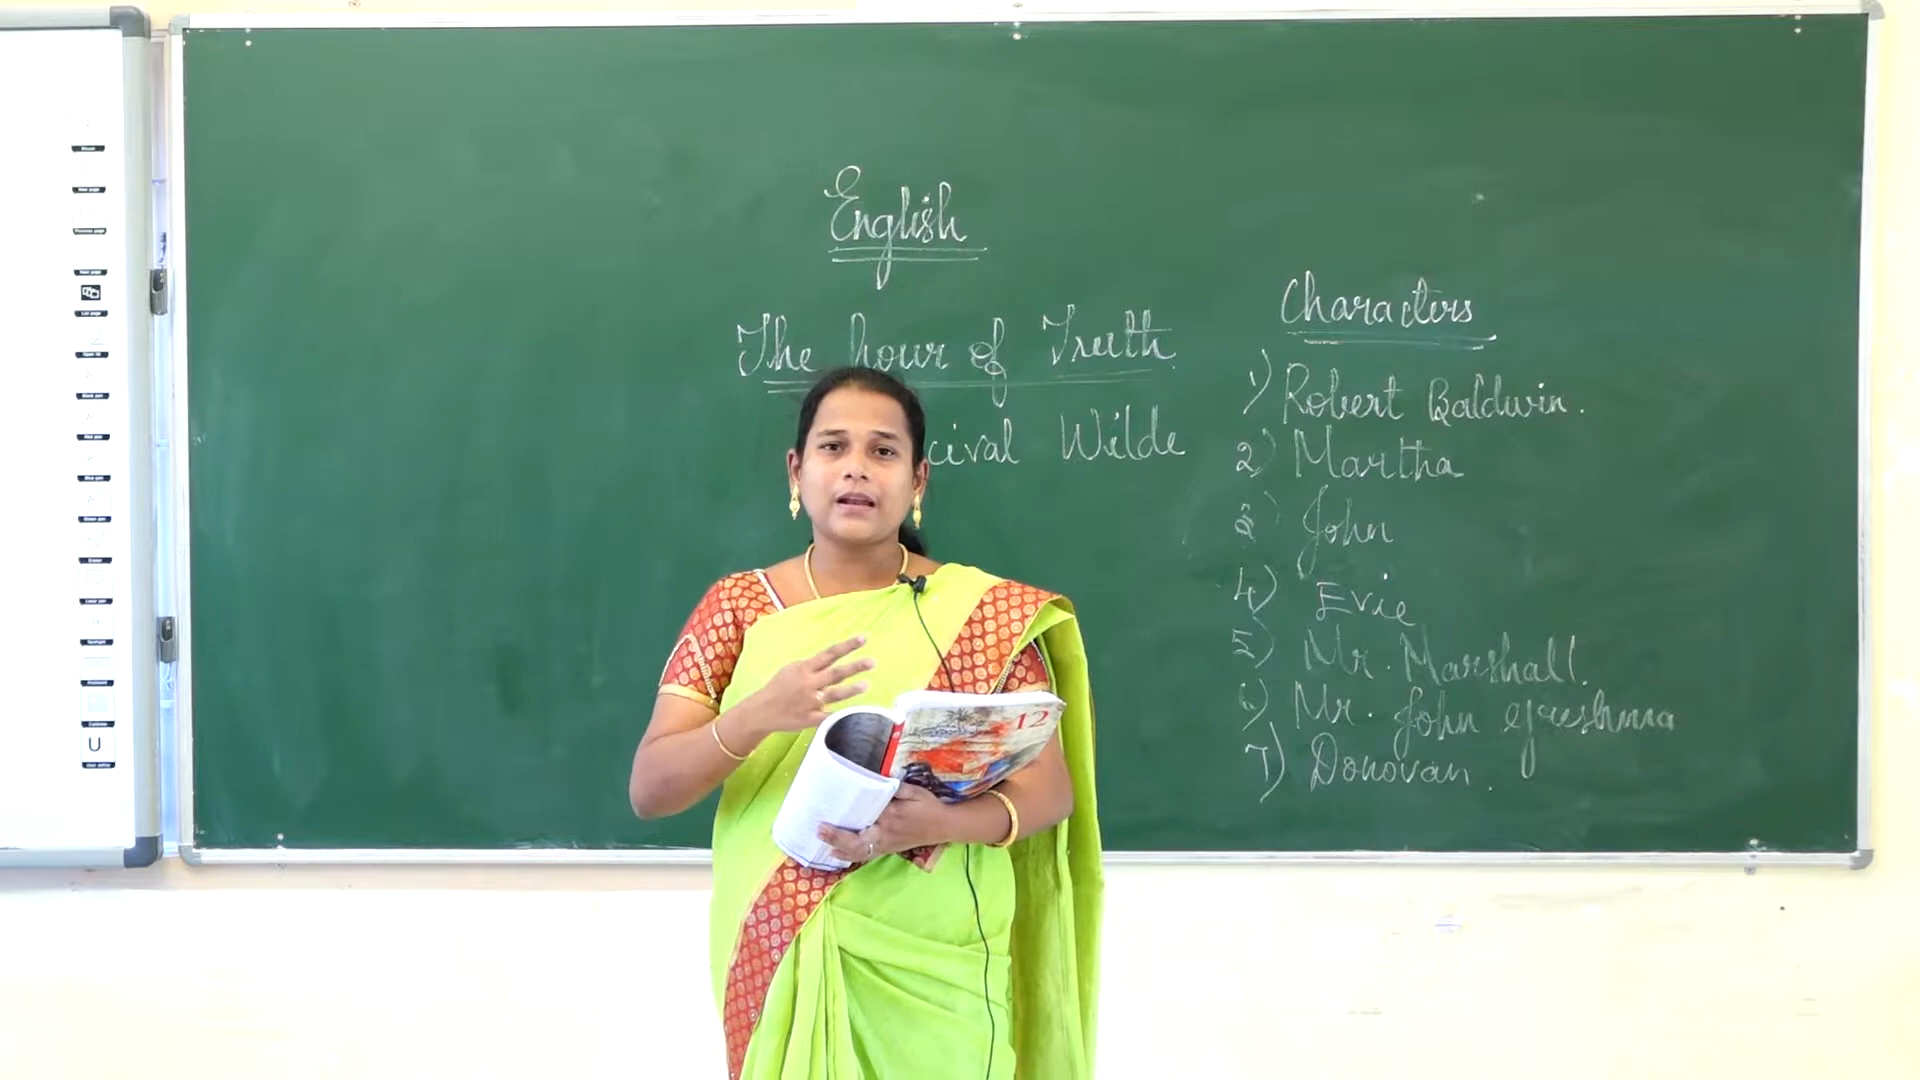 English
The hour of Truth
cival Wilde
Characters
1) Robert Baldwin.
2) Martha
3) John
4) Evie
5) Mr. Marshall.
6) Mr. John
7) Donovan.
12